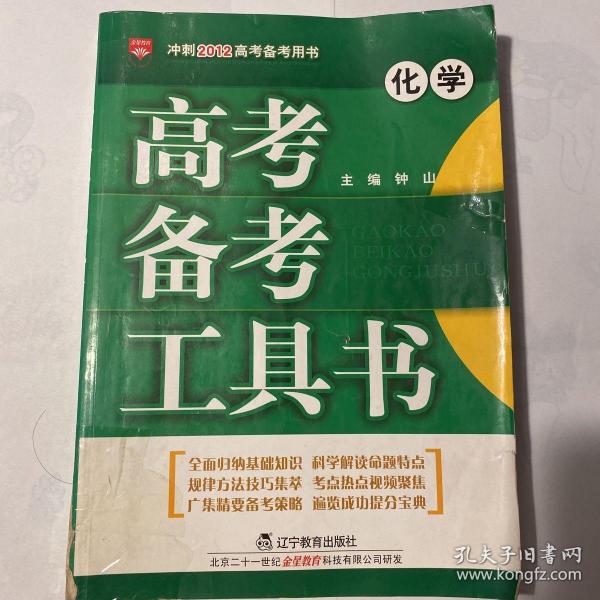 金星教育
冲刺2012高考备考用书
化学
高考
主编 钟山
备考
GAOKAO
BEIKAO
GONGJUSHU
工具书
全面归纳基础知识 科学解读命题特点
规律方法技巧集萃 考点热点视频聚焦
广集精要备考策略 遍览成功提分宝典
辽宁教育出版社
北京二十一世纪金星教育科技有限公司研发
孔夫子旧书网
www.kongfz.com